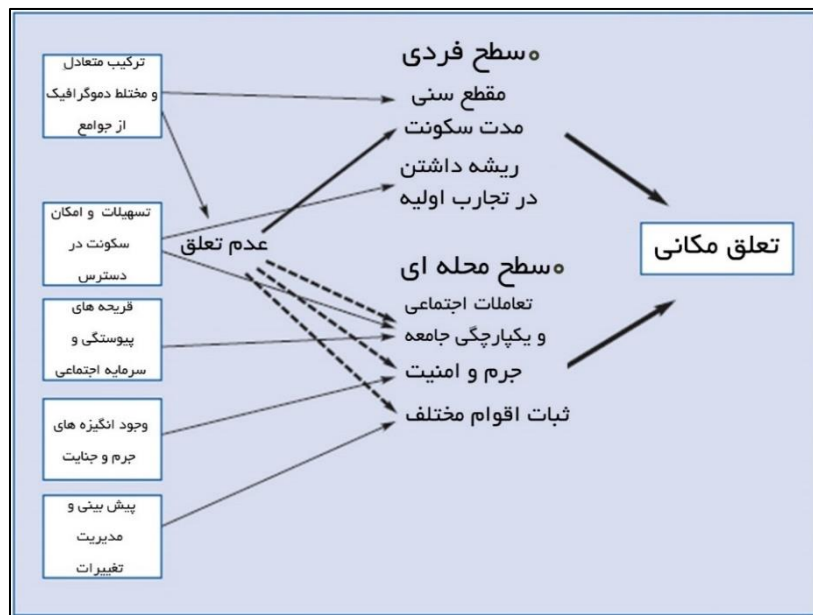 ترکیب متعادل
و مختلط دموگرافیک
از جوامع
تسهیلات و امکان
سکونت در
دسترس
قریحه های
پیوستگی و
سرمایه اجتماعی
وجود انگیزه های
جرم و جنایت
پیش بینی و
مدیریت
تغییرات
عدم تعلق
سطح فردی
مقطع سنی
مدت سکونت
ریشه داشتن
در تجارب اولیه
سطح محله ای
تعاملات اجتماعی
و یکپارچگی جامعه
جرم و امنیت
ثبات اقوام مختلف
تعلق مکانی